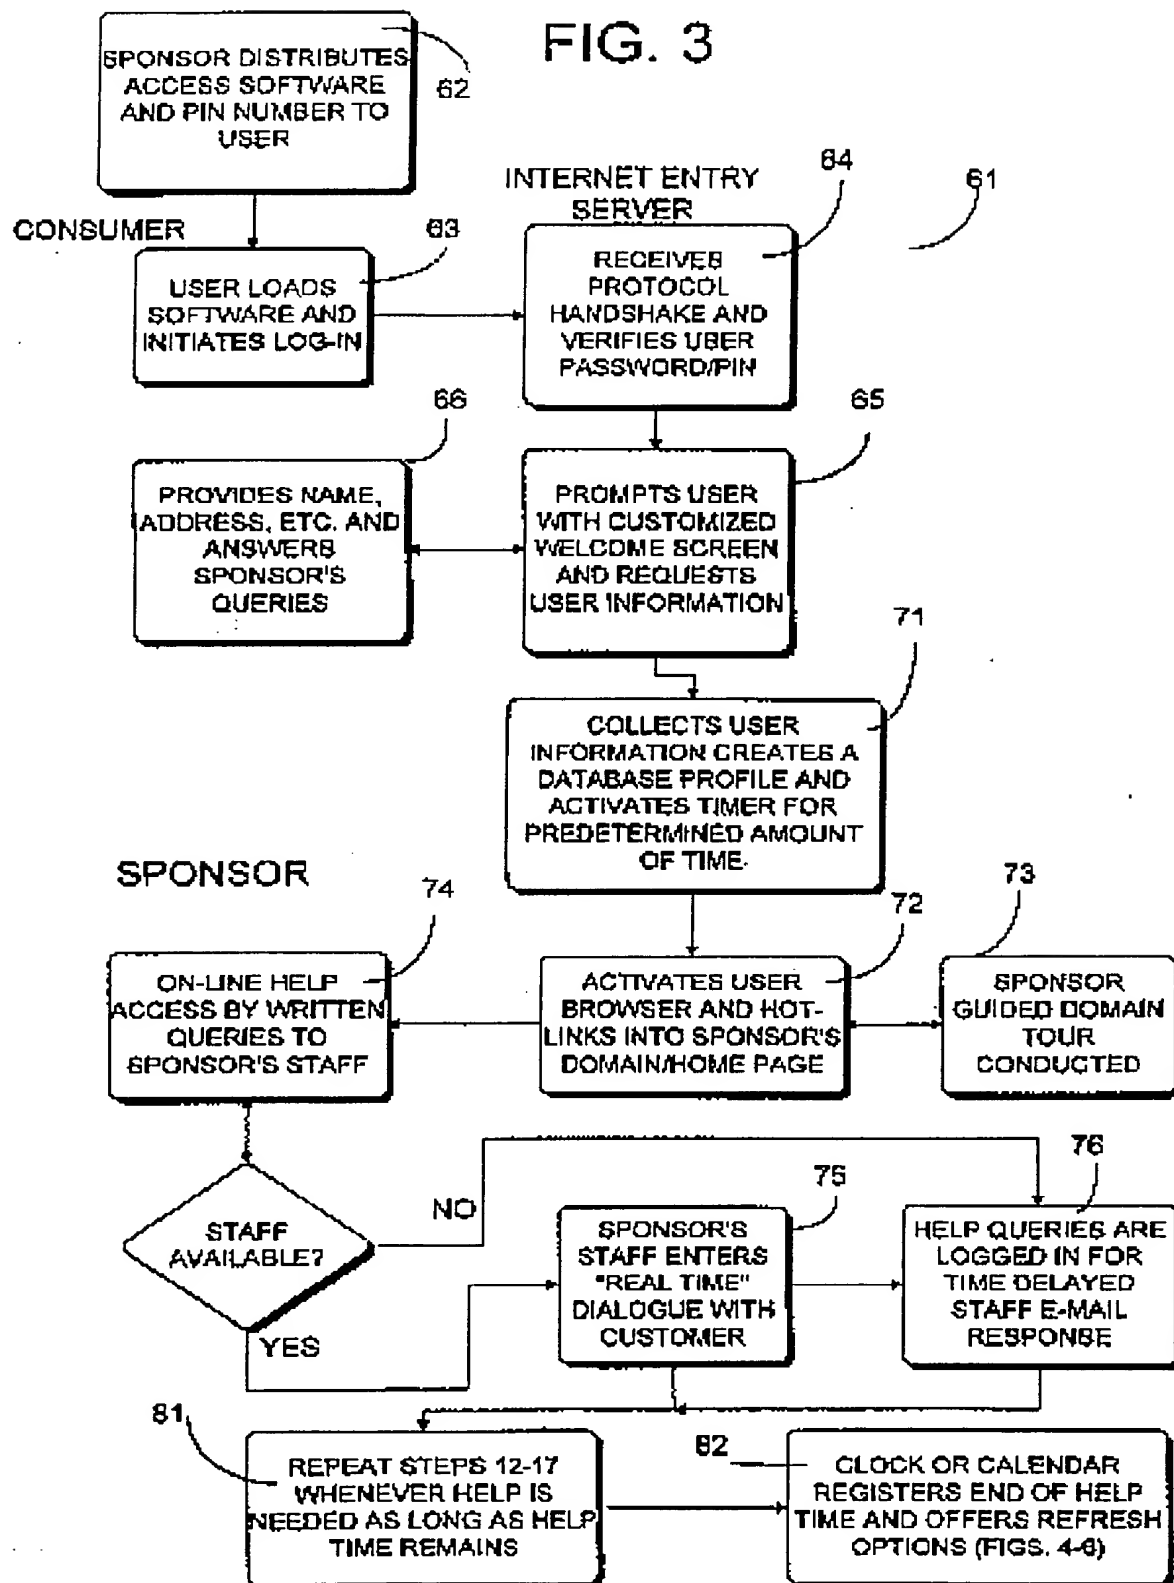 FIG. 3
SPONSOR DISTRIBUTES
ACCESS SOFTWARE
AND PIN NUMBER TO
USER
62
CONSUMER
63
USER LOADS
SOFTWARE AND
INITIATES LOG-IN
INTERNET ENTRY
SERVER
64
61
RECEIVES
PROTOCOL
HANDSHAKE AND
VERIFIES UBER
PASSWORD/PIN
66
PROVIDES NAME,
ADDRESS, ETC. AND
ANSWERS
SPONSOR'S
QUERIES
65
PROMPTS USER
WITH CUSTOMIZED
WELCOME SCREEN
AND REQUESTS
USER INFORMATION
71
COLLECTS USER
INFORMATION CREATES A
DATABASE PROFILE AND
ACTIVATES TIMER FOR
PREDETERMINED AMOUNT
OF TIME.
SPONSOR
74
ON-LINE HELP
ACCESS BY WRITTEN
QUERIES TO
SPONSOR'S STAFF
72
ACTIVATES USER
BROWSER AND HOT-
LINKS INTO SPONSOR'S
DOMAIN/HOME PAGE
73
SPONSOR
GUIDED DOMAIN
TOUR
CONDUCTED
STAFF
AVAILABLE?
NO
YES
75
SPONSOR'S
STAFF ENTERS
"REAL TIME"
DIALOGUE WITH
CUSTOMER
76
HELP QUERIES ARE
LOGGED IN FOR
TIME DELAYED
STAFF E-MAIL
RESPONSE
81
REPEAT STEPS 12-17
WHENEVER HELP IS
NEEDED AS LONG AS HELP
TIME REMAINS
82
CLOCK OR CALENDAR
REGISTERS END OF HELP
TIME AND OFFERS REFRESH
OPTIONS (FIGS. 4-6)